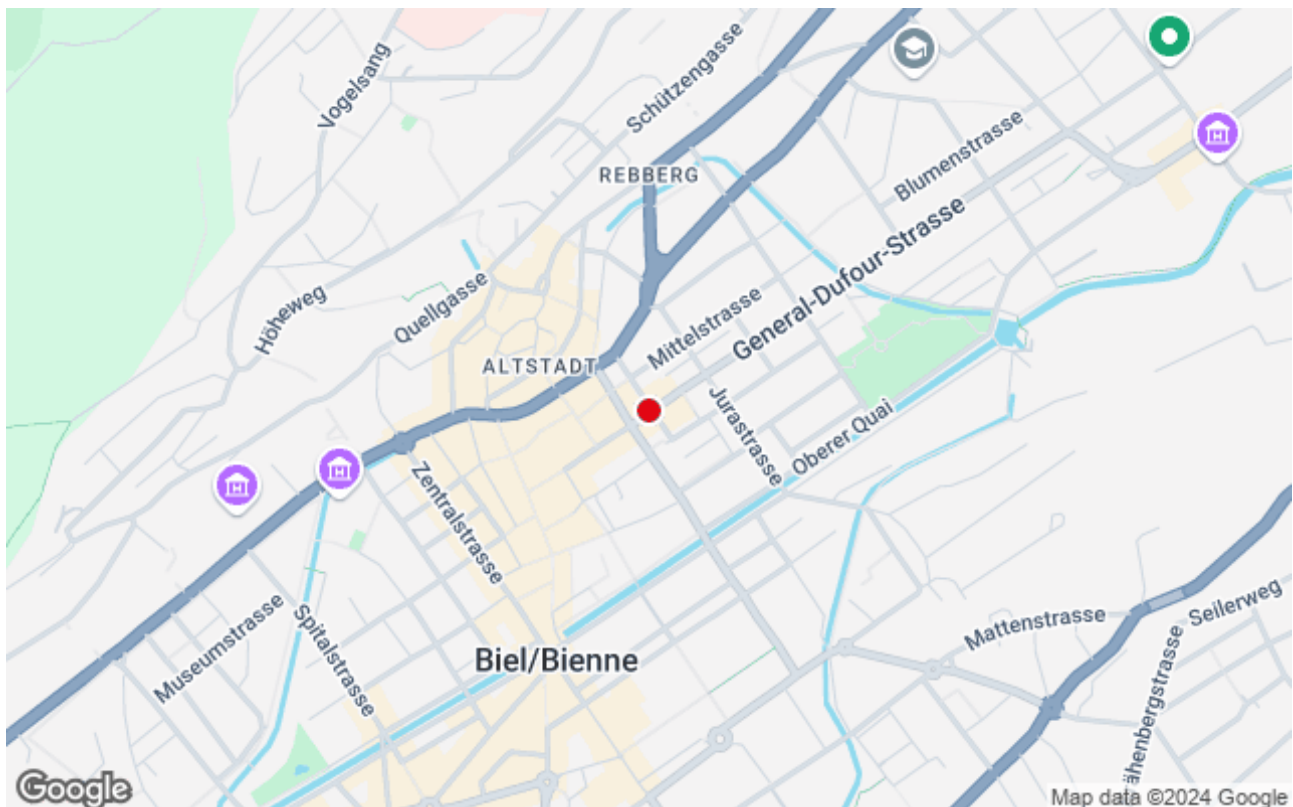 Vogelsang
Schützengasse
REBBERG
Blumenstrasse
Höheweg
Quellgasse
Mittelstrasse
General-Dufour-Strasse
ALTSTADT
Jurastrasse
Oberer Quai
Zentralstrasse
Museumstrasse
Spitalstrasse
Biel/Bienne
Mattenstrasse
Seilerweg
ähenbergstrasse
Google
Map data ©2024 Google